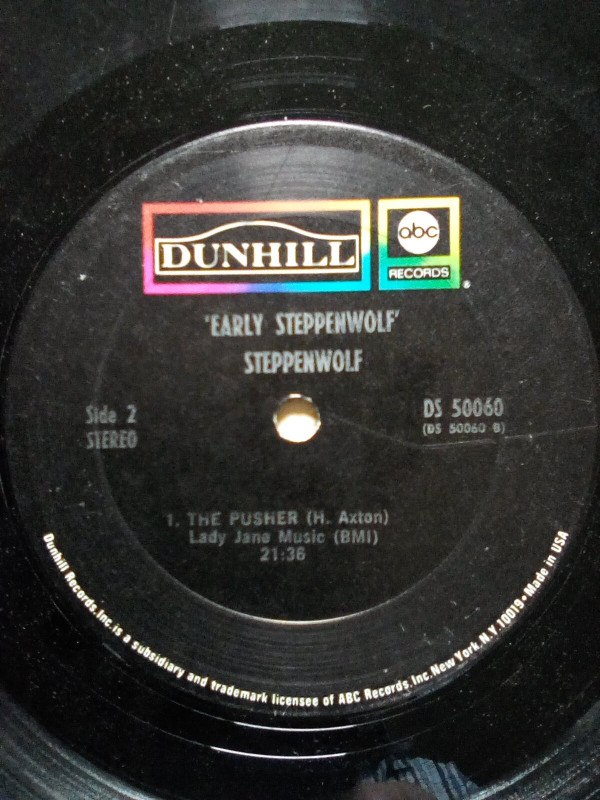 DUNHILL
abc
RECORDS
®
'EARLY STEPPENWOLF'
STEPPENWOLF
Side 2
STEREO
DS 50060
(DS 50060 B)
1. THE PUSHER (H. Axton)
Lady Jane Music (BMI)
21:36
Dunhill Records, Inc. is a subsidiary and trademark licensee of ABC Records, Inc. New York, N.Y. 10019 • Made in USA